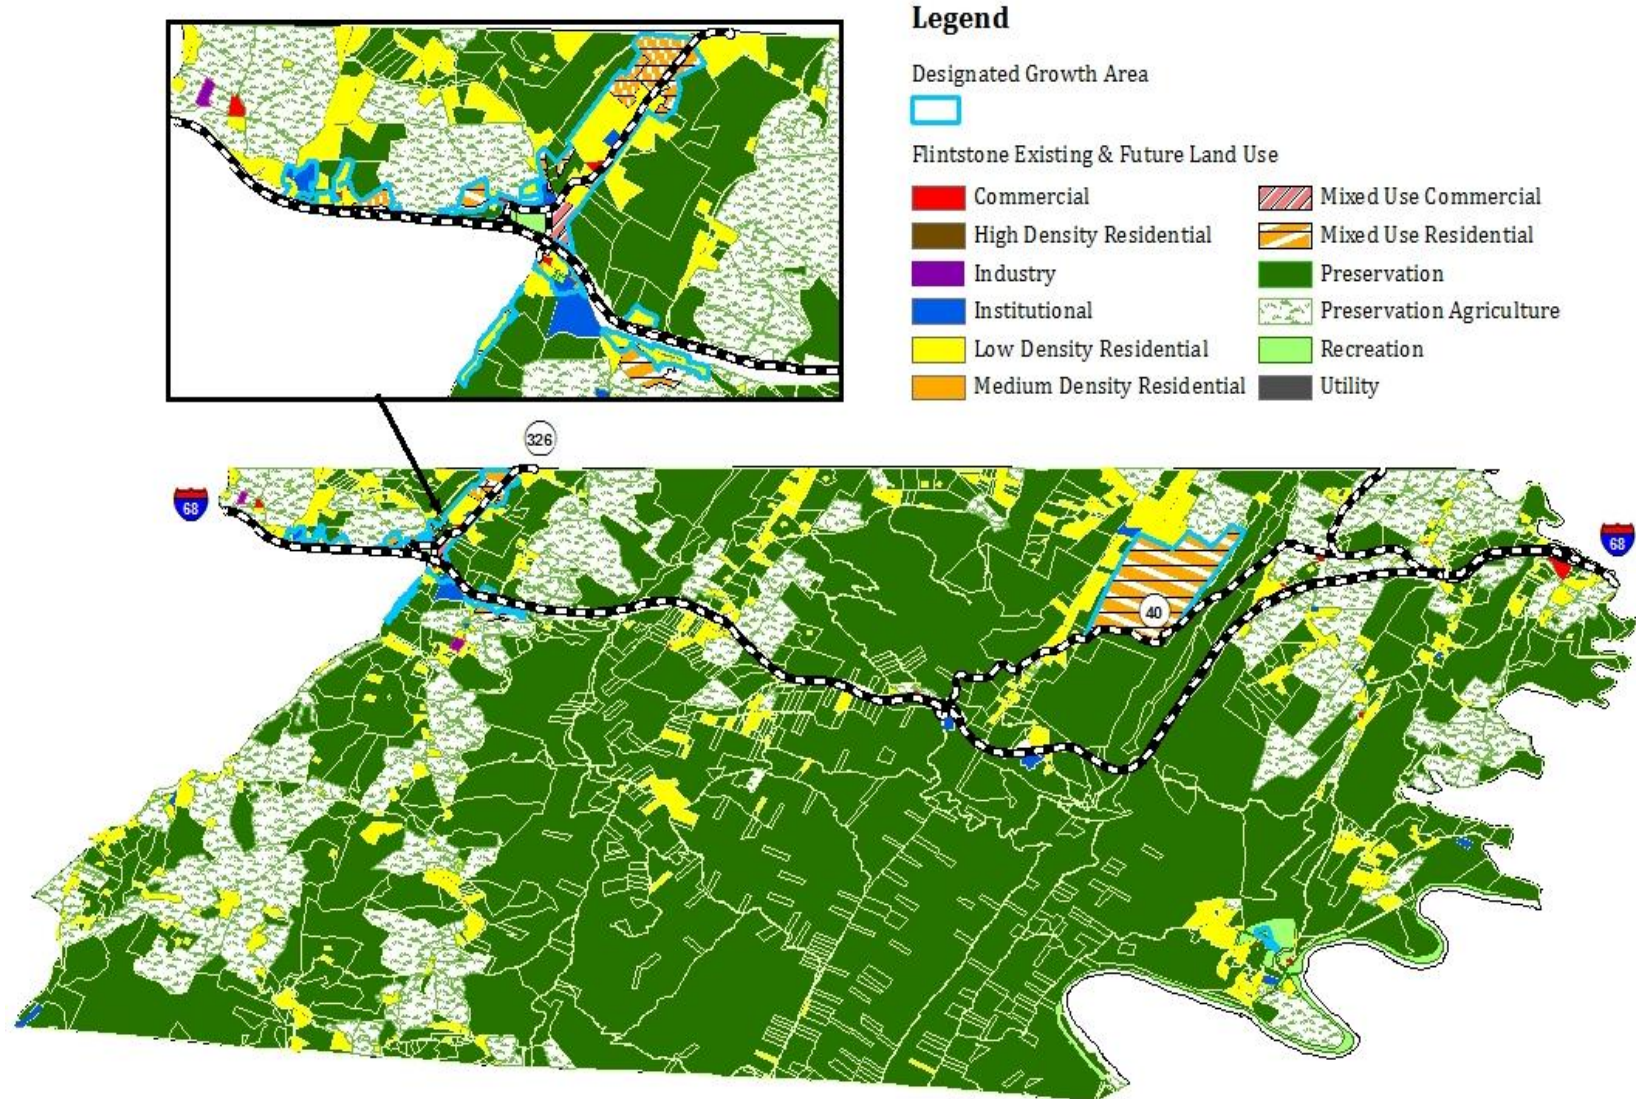 Legend
Designated Growth Area
Flintstone Existing & Future Land Use
Commercial
High Density Residential
Industry
Institutional
Low Density Residential
Medium Density Residential
Mixed Use Commercial
Mixed Use Residential
Preservation
Preservation Agriculture
Recreation
Utility
326
68
68
40